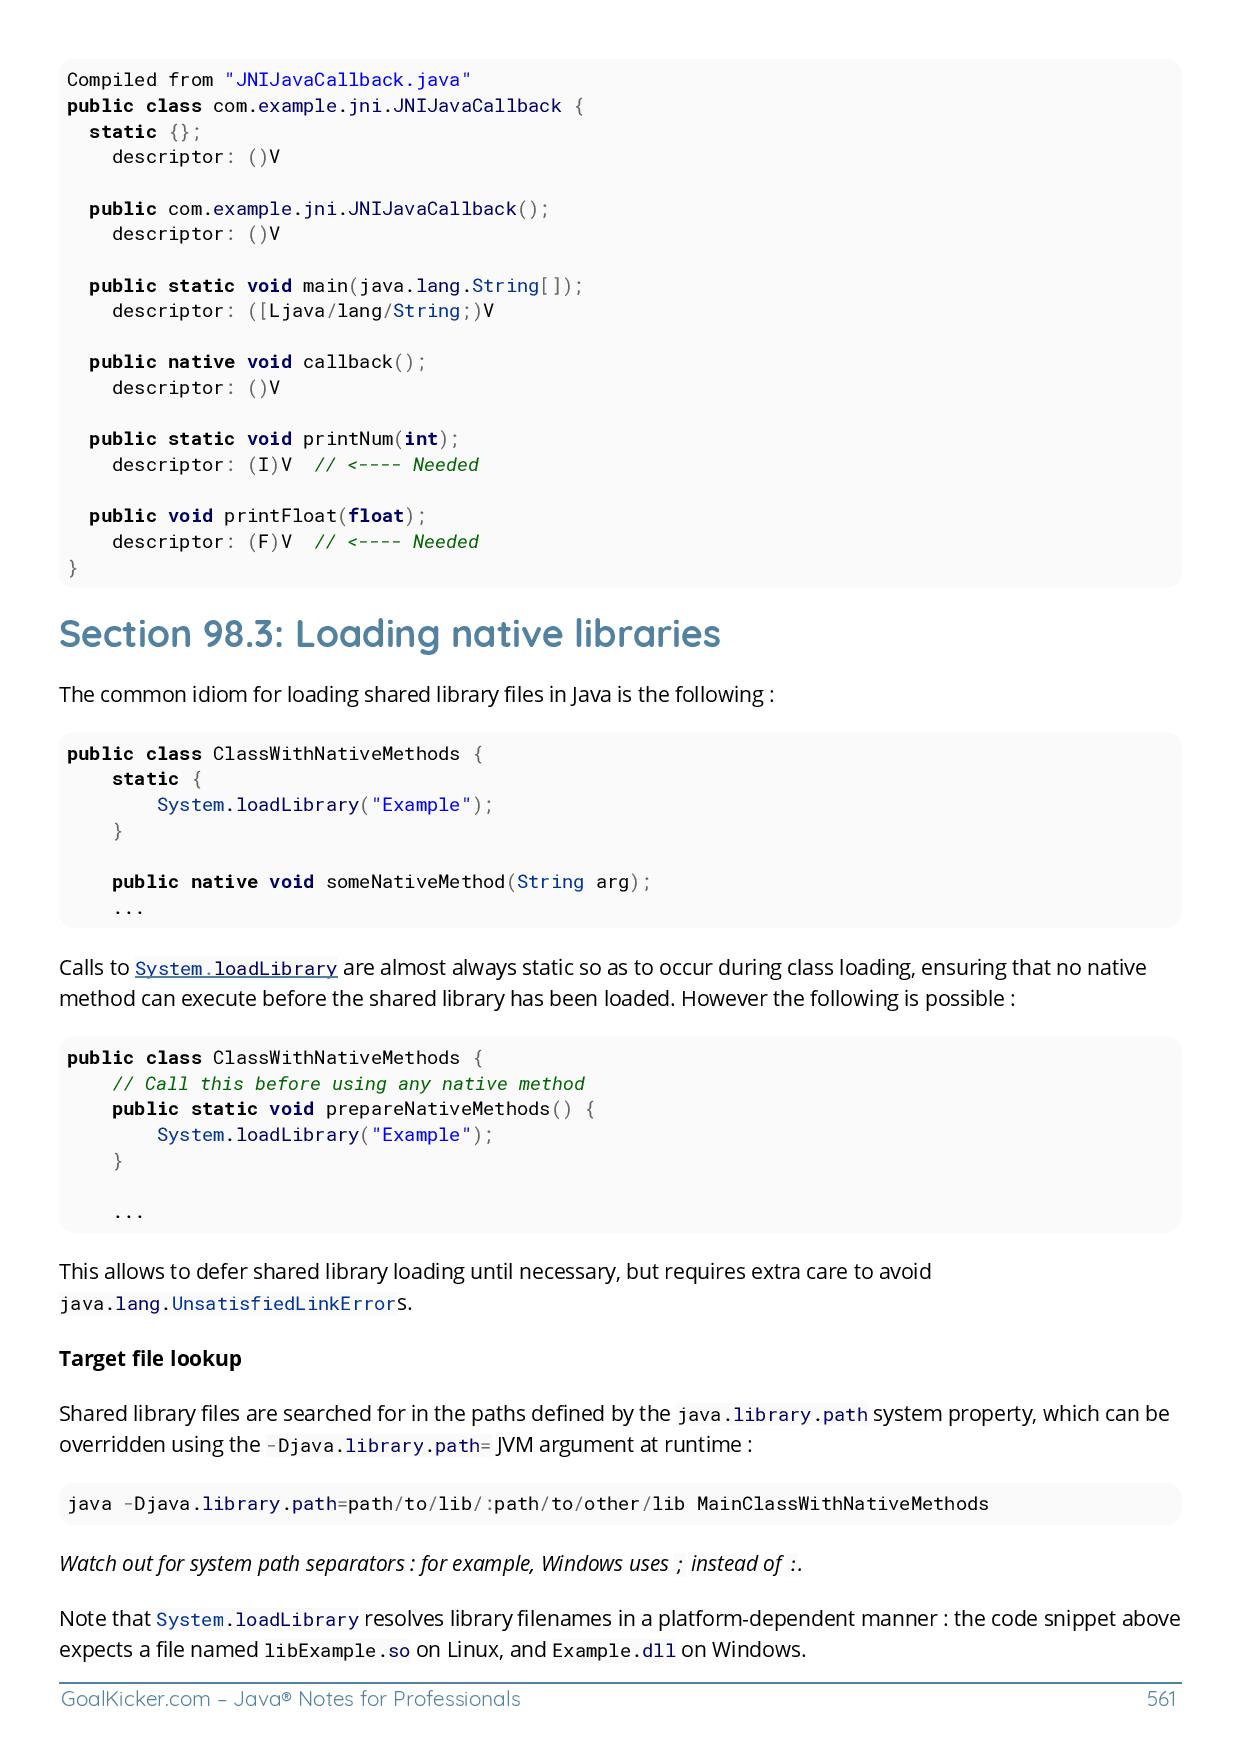 Compiled from "JNIJavaCallback.java"
public class com.example.jni.JNIJavaCallback {
  static {};
    descriptor: ()V

  public com.example.jni.JNIJavaCallback();
    descriptor: ()V

  public static void main(java.lang.String[]);
    descriptor: ([Ljava/lang/String;)V

  public native void callback();
    descriptor: ()V

  public static void printNum(int);
    descriptor: (I)V  // <---- Needed

  public void printFloat(float);
    descriptor: (F)V  // <---- Needed
}
Section 98.3: Loading native libraries
The common idiom for loading shared library files in Java is the following :
public class ClassWithNativeMethods {
    static {
        System.loadLibrary("Example");
    }

    public native void someNativeMethod(String arg);
    ...
Calls to System.loadLibrary are almost always static so as to occur during class loading, ensuring that no native
method can execute before the shared library has been loaded. However the following is possible :
public class ClassWithNativeMethods {
    // Call this before using any native method
    public static void prepareNativeMethods() {
        System.loadLibrary("Example");
    }

    ...
This allows to defer shared library loading until necessary, but requires extra care to avoid
java.lang.UnsatisfiedLinkErrors.
Target file lookup
Shared library files are searched for in the paths defined by the java.library.path system property, which can be
overridden using the -Djava.library.path= JVM argument at runtime :
java -Djava.library.path=path/to/lib/:path/to/other/lib MainClassWithNativeMethods
Watch out for system path separators : for example, Windows uses ; instead of :.
Note that System.loadLibrary resolves library filenames in a platform-dependent manner : the code snippet above
expects a file named libExample.so on Linux, and Example.dll on Windows.
GoalKicker.com – Java® Notes for Professionals
561